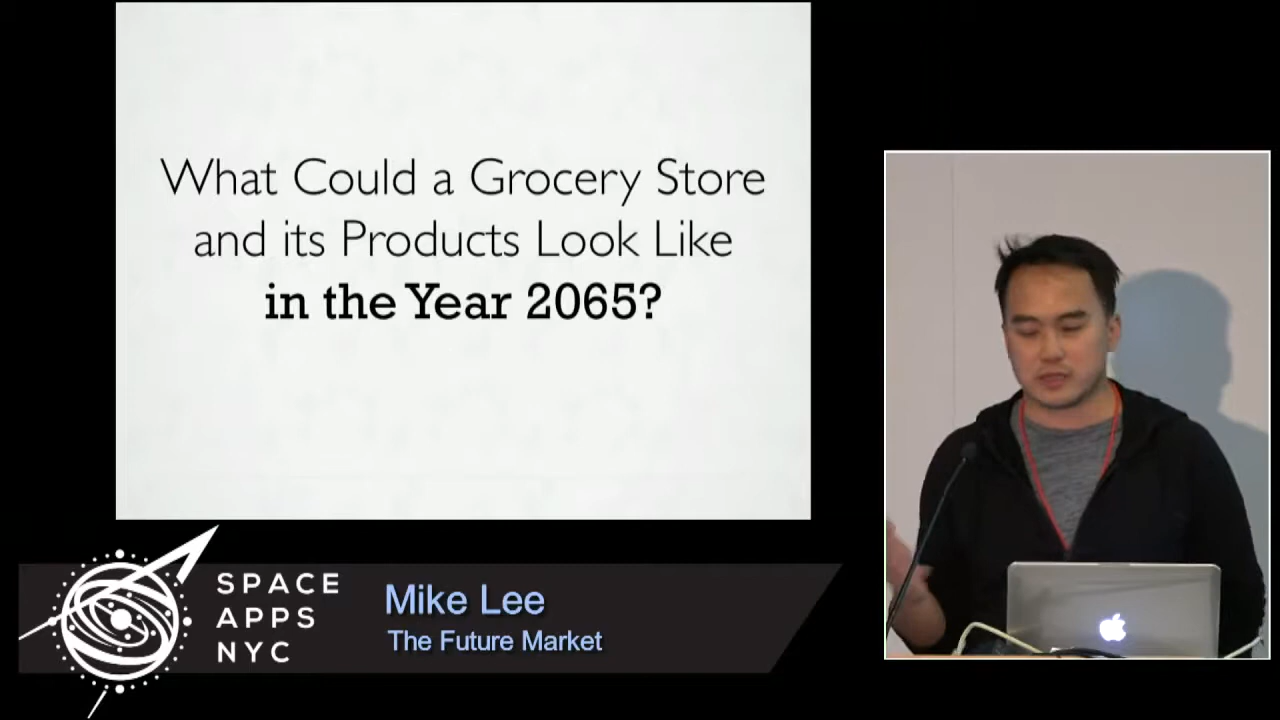 What Could a Grocery Store
and its Products Look Like
in the Year 2065?
SPACE
APPS
NYC
Mike Lee
The Future Market